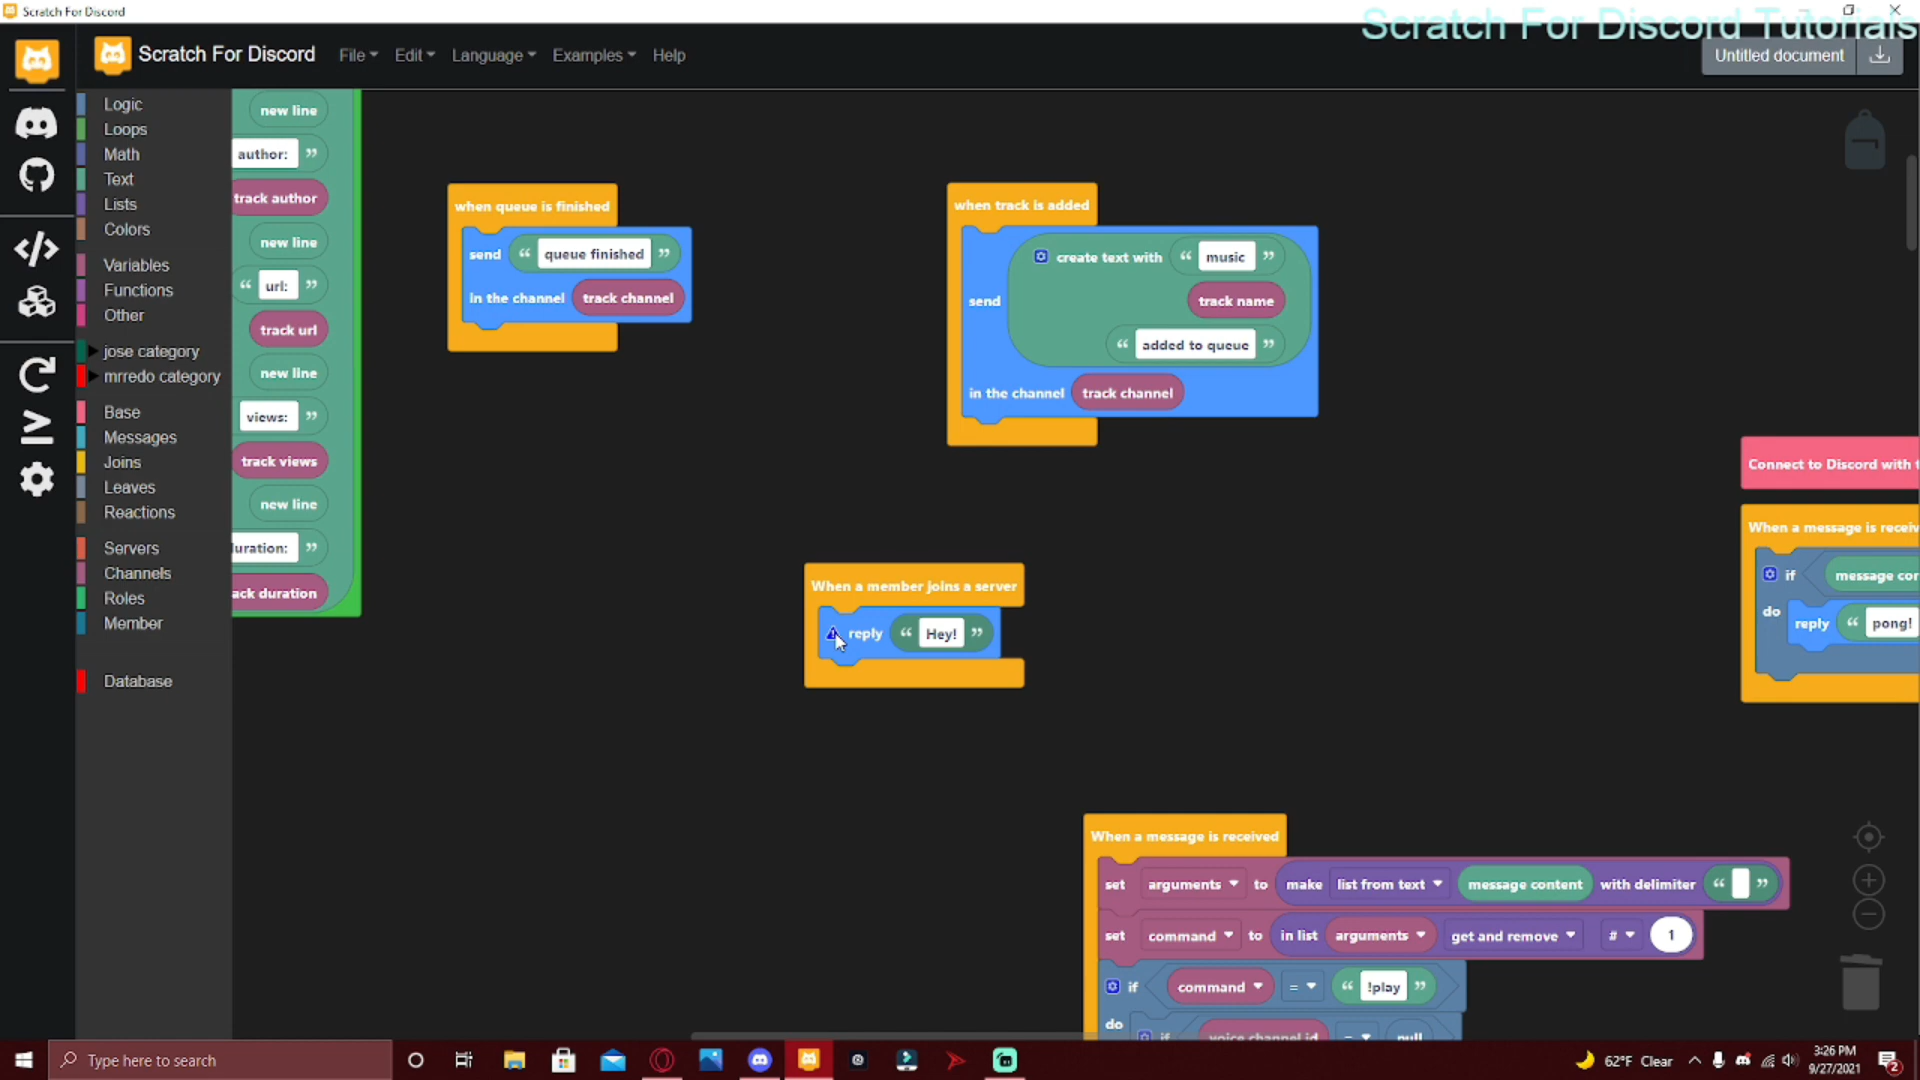 Scratch For Discord
Scratch For Discord Tutorials
Scratch For Discord
File
Edit
Language
Examples
Help
Untitled document
Logic
Loops
Math
Text
Lists
Colors
Variables
Functions
Other
jose category
mrredo category
Base
Messages
Joins
Leaves
Reactions
Servers
Channels
Roles
Member
Database
new line
author: ”
track author
new line
“ url: ”
track url
new line
views: ”
track views
new line
duration: ”
duration
when queue is finished
send “ queue finished ”
in the channel track channel
when track is added
create text with “ music ”
send track name
“ added to queue ”
in the channel track channel
Connect to Discord with
When a message is
if message
do reply “ pong!
When a member joins a server
reply “ Hey! ”
When a message is received
set arguments to make list from text message content with delimiter “ ”
set command to in list arguments get and remove # 1
if command = “ !play ”
do if voice channel id = null
Type here to search
62°F Clear
3:26 PM
9/27/2021
2